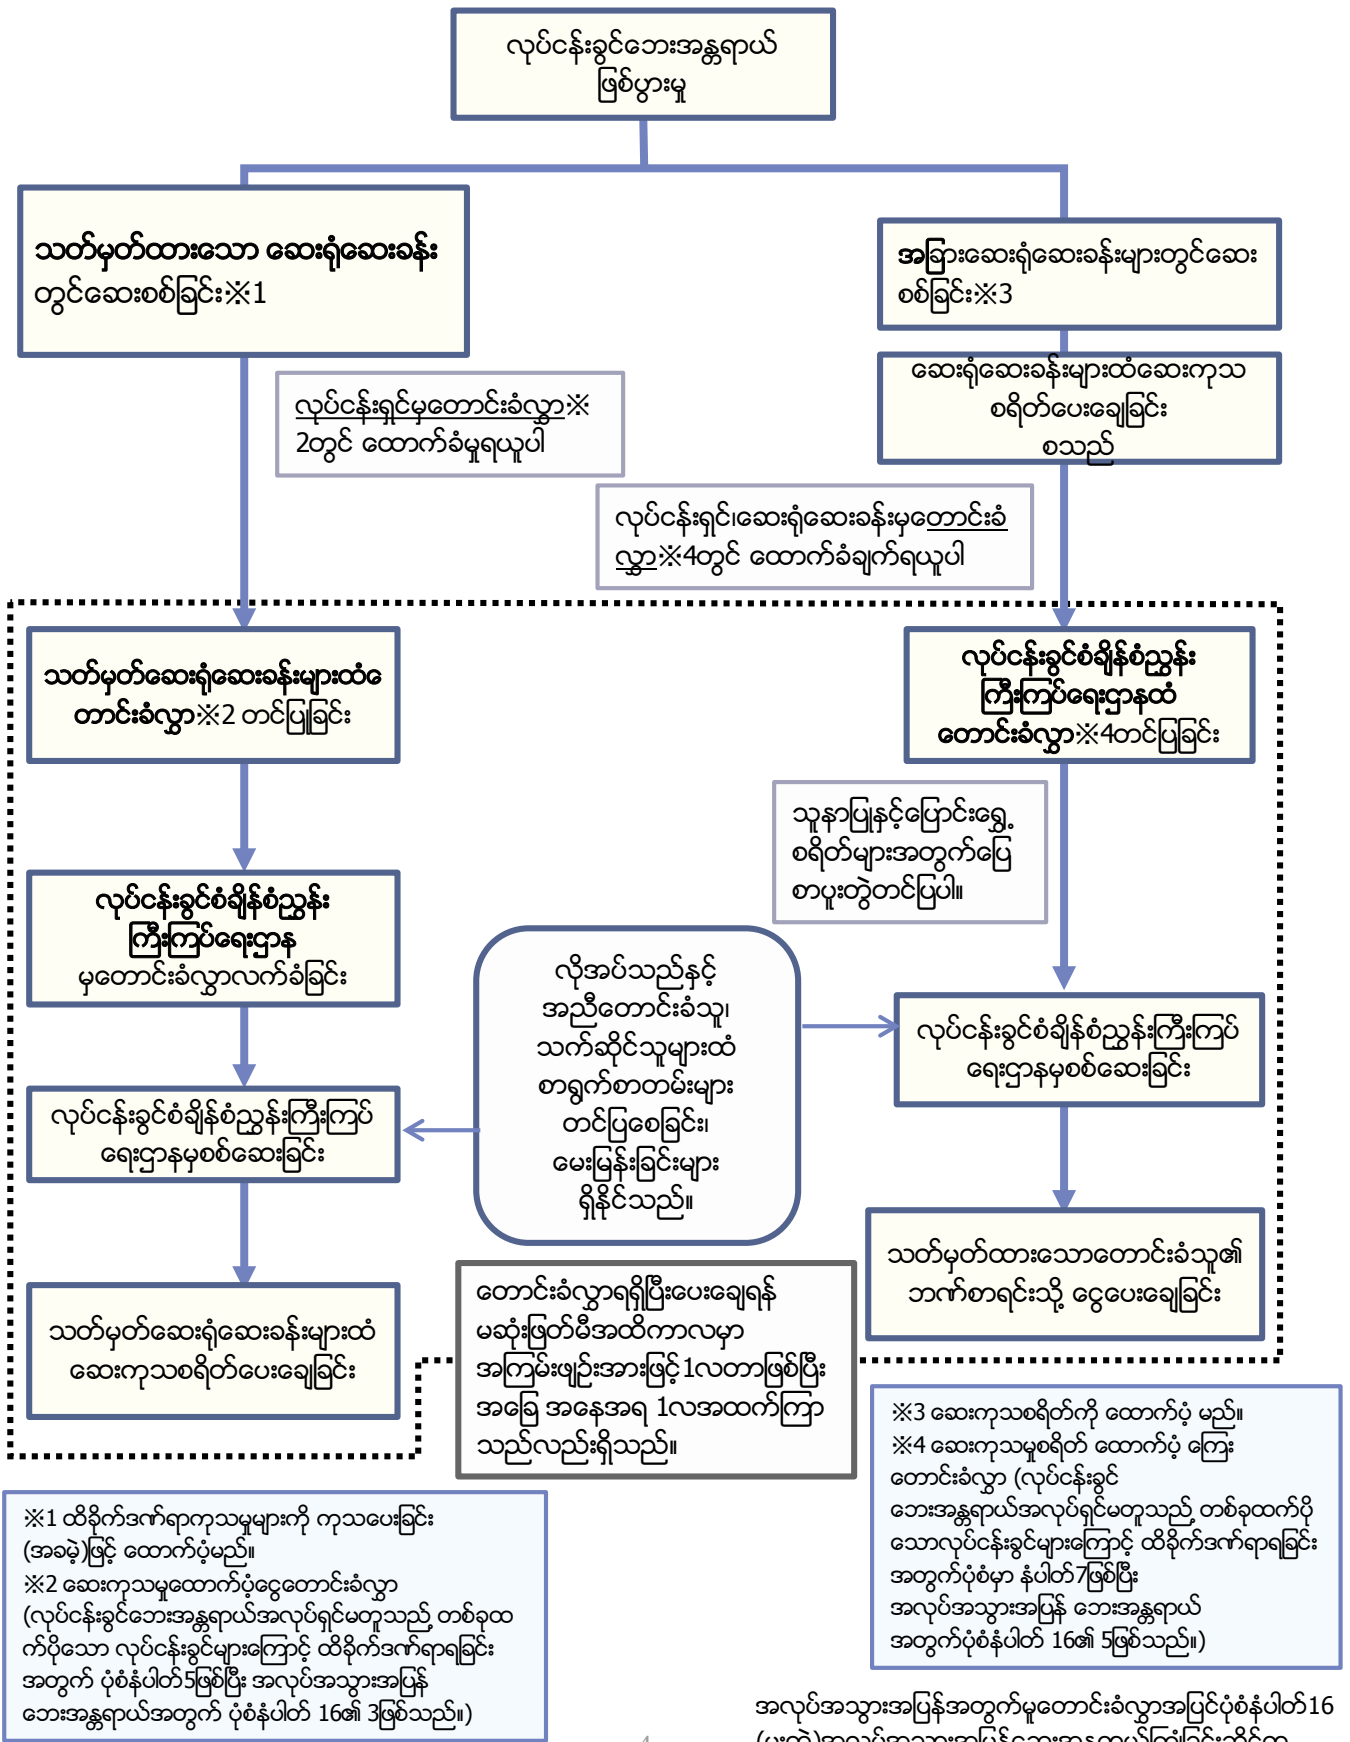 လုပ်ငန်းခွင်ဘေးအန္တရာယ်
ဖြစ်ပွားမှု
သတ်မှတ်ထားသော ဆေးရုံဆေးခန်း
တွင်ဆေးစစ်ခြင်း※1
အခြားဆေးရုံဆေးခန်းများတွင်ဆေး
စစ်ခြင်း※3
ဆေးရုံဆေးခန်းများထံဆေးကုသ
စရိတ်ပေးချေခြင်း
စသည်
လုပ်ငန်းရှင်မှတောင်းခံလွှာ※
2တွင် ထောက်ခံမှုရယူပါ
လုပ်ငန်းရှင်၊ဆေးရုံဆေးခန်းမှတောင်းခံ
လွှာ※4တွင် ထောက်ခံချက်ရယူပါ
သတ်မှတ်ဆေးရုံဆေးခန်းများထံေ
တာင်းခံလွှာ※2 တင်ပြခြင်း
လုပ်ငန်းခွင်စံချိန်စံညွှန်း
ကြီးကြပ်ရေးဌာနထံ
တောင်းခံလွှာ※4တင်ပြခြင်း
သူနာပြုနှင့်ပြောင်းရွှေ့
စရိတ်များအတွက်ပြေ
စာပူးတွဲတင်ပြပါ။
လုပ်ငန်းခွင်စံချိန်စံညွှန်း
ကြီးကြပ်ရေးဌာန
မှတောင်းခံလွှာလက်ခံခြင်း
လိုအပ်သည်နှင့်
အညီတောင်းခံသူ၊
သက်ဆိုင်သူများထံ
စာရွက်စာတမ်းများ
တင်ပြစေခြင်း၊
မေးမြန်းခြင်းများ
ရှိနိုင်သည်။
လုပ်ငန်းခွင်စံချိန်စံညွှန်းကြီးကြပ်
ရေးဌာနမှစစ်ဆေးခြင်း
လုပ်ငန်းခွင်စံချိန်စံညွှန်းကြီးကြပ်
ရေးဌာနမှစစ်ဆေးခြင်း
သတ်မှတ်ထားသောတောင်းခံသူ၏
ဘဏ်စာရင်းသို့ ငွေပေးချေခြင်း
သတ်မှတ်ဆေးရုံဆေးခန်းများထံ
ဆေးကုသစရိတ်ပေးချေခြင်း
တောင်းခံလွှာရရှိပြီးပေးချေရန်
မဆုံးဖြတ်မီအထိကာလမှာ
အကြမ်းဖျဉ်းအားဖြင့်1လတာဖြစ်ပြီး
အခြေ အနေအရ 1လအထက်ကြာ
သည်လည်းရှိသည်။
※3 ဆေးကုသစရိတ်ကို ထောက်ပံ့ မည်။
※4 ဆေးကုသမှုစရိတ် ထောက်ပံ့ ကြေး
တောင်းခံလွှာ (လုပ်ငန်းခွင်
ဘေးအန္တရာယ်အလုပ်ရှင်မတူသည့် တစ်ခုထက်ပို
သောလုပ်ငန်းခွင်များကြောင့် ထိခိုက်ဒဏ်ရာရခြင်း
အတွက်ပုံစံမှာ နံပါတ်7ဖြစ်ပြီး
အလုပ်အသွားအပြန် ဘေးအန္တရာယ်
အတွက်ပုံစံနံပါတ် 16၏ 5ဖြစ်သည်။)
※1 ထိခိုက်ဒဏ်ရာကုသမှုများကို ကုသပေးခြင်း
(အခမဲ့)ဖြင့် ထောက်ပံ့မည်။
※2 ဆေးကုသမှုထောက်ပံ့ငွေတောင်းခံလွှာ
(လုပ်ငန်းခွင်ဘေးအန္တရာယ်အလုပ်ရှင်မတူသည့် တစ်ခုထ
က်ပိုသော လုပ်ငန်းခွင်များကြောင့် ထိခိုက်ဒဏ်ရာရခြင်း
အတွက် ပုံစံနံပါတ်5ဖြစ်ပြီး အလုပ်အသွားအပြန်
ဘေးအန္တရာယ်အတွက် ပုံစံနံပါတ် 16၏ 3ဖြစ်သည်။)
အလုပ်အသွားအပြန်အတွက်မူတောင်းခံလွှာအပြင်ပုံစံနံပါတ်16